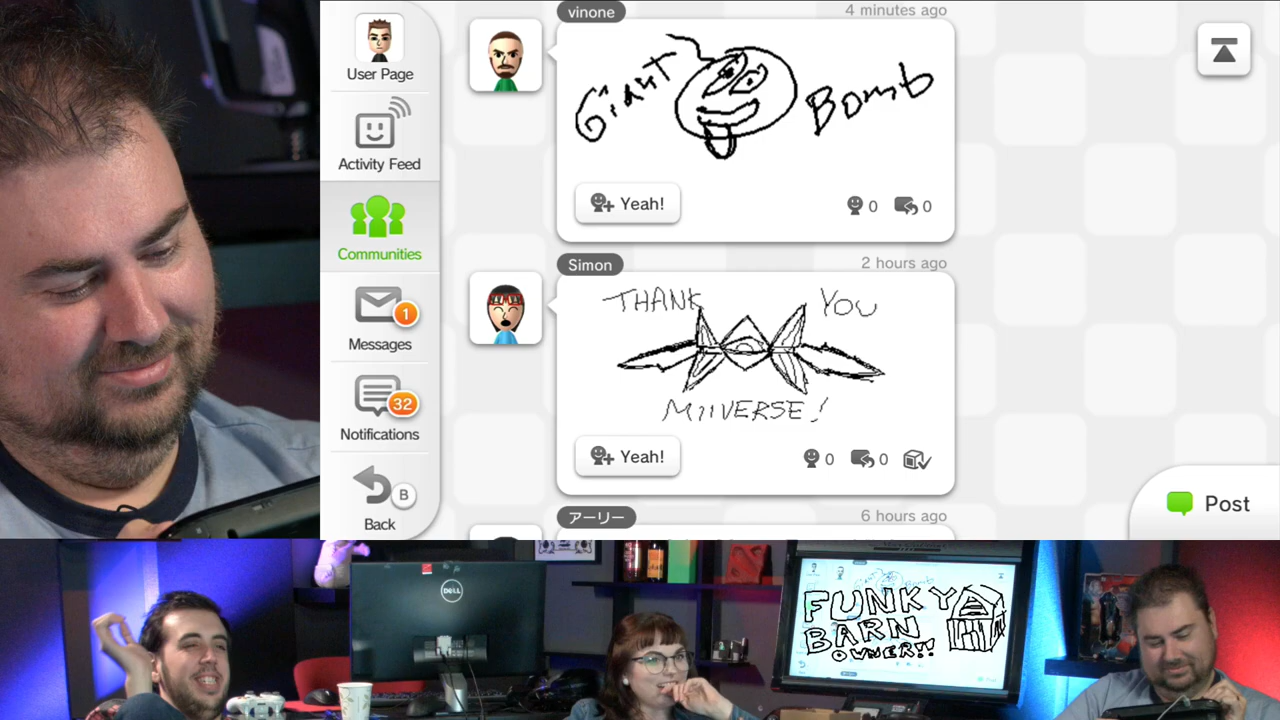 vinone
4 minutes ago
Giant Bomb
Yeah!
0
0
Simon
2 hours ago
THANK YOU
MIIVERSE!
Yeah!
0
0
アーリー
6 hours ago
User Page
Activity Feed
Communities
1
Messages
32
Notifications
B
Back
Post
DELL
FUNKY
BARN
OWNER!!